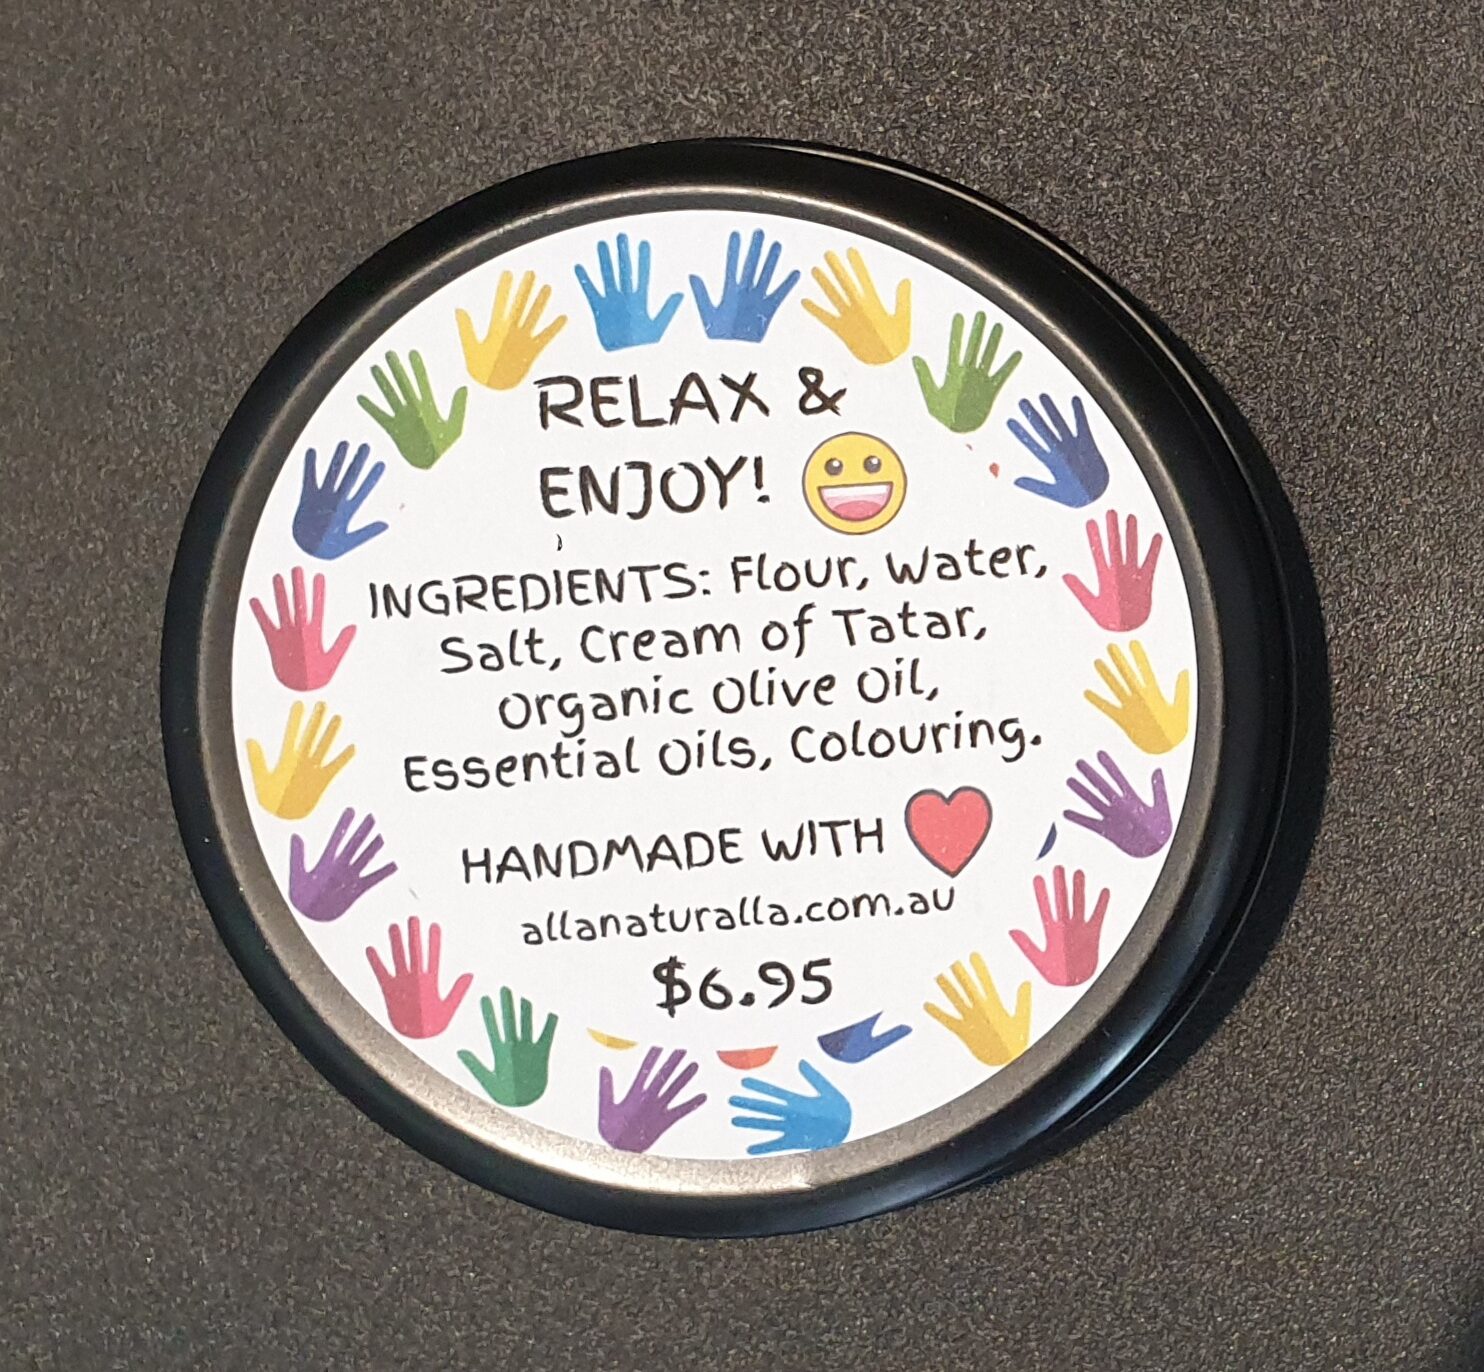 RELAX &
ENJOY!
INGREDIENTS: Flour, Water,
Salt, Cream of Tatar,
Organic Olive Oil,
Essential Oils, Colouring.
HANDMADE WITH
allanaturalla.com.au
$6.95